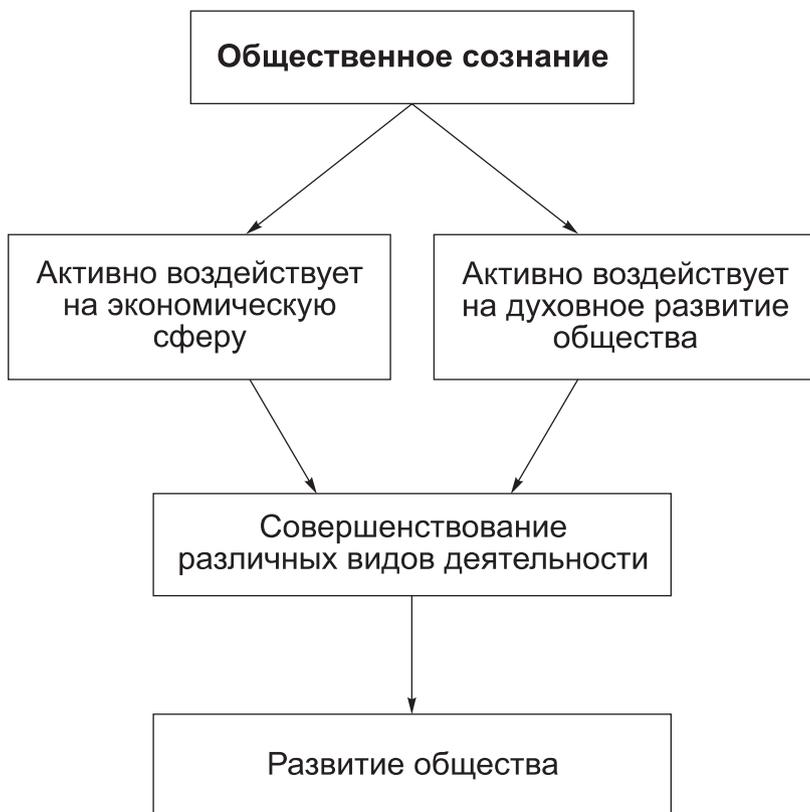 Общественное сознание
Активно воздействует
на экономическую
сферу
Активно воздействует
на духовное развитие
общества
Совершенствование
различных видов деятельности
Развитие общества